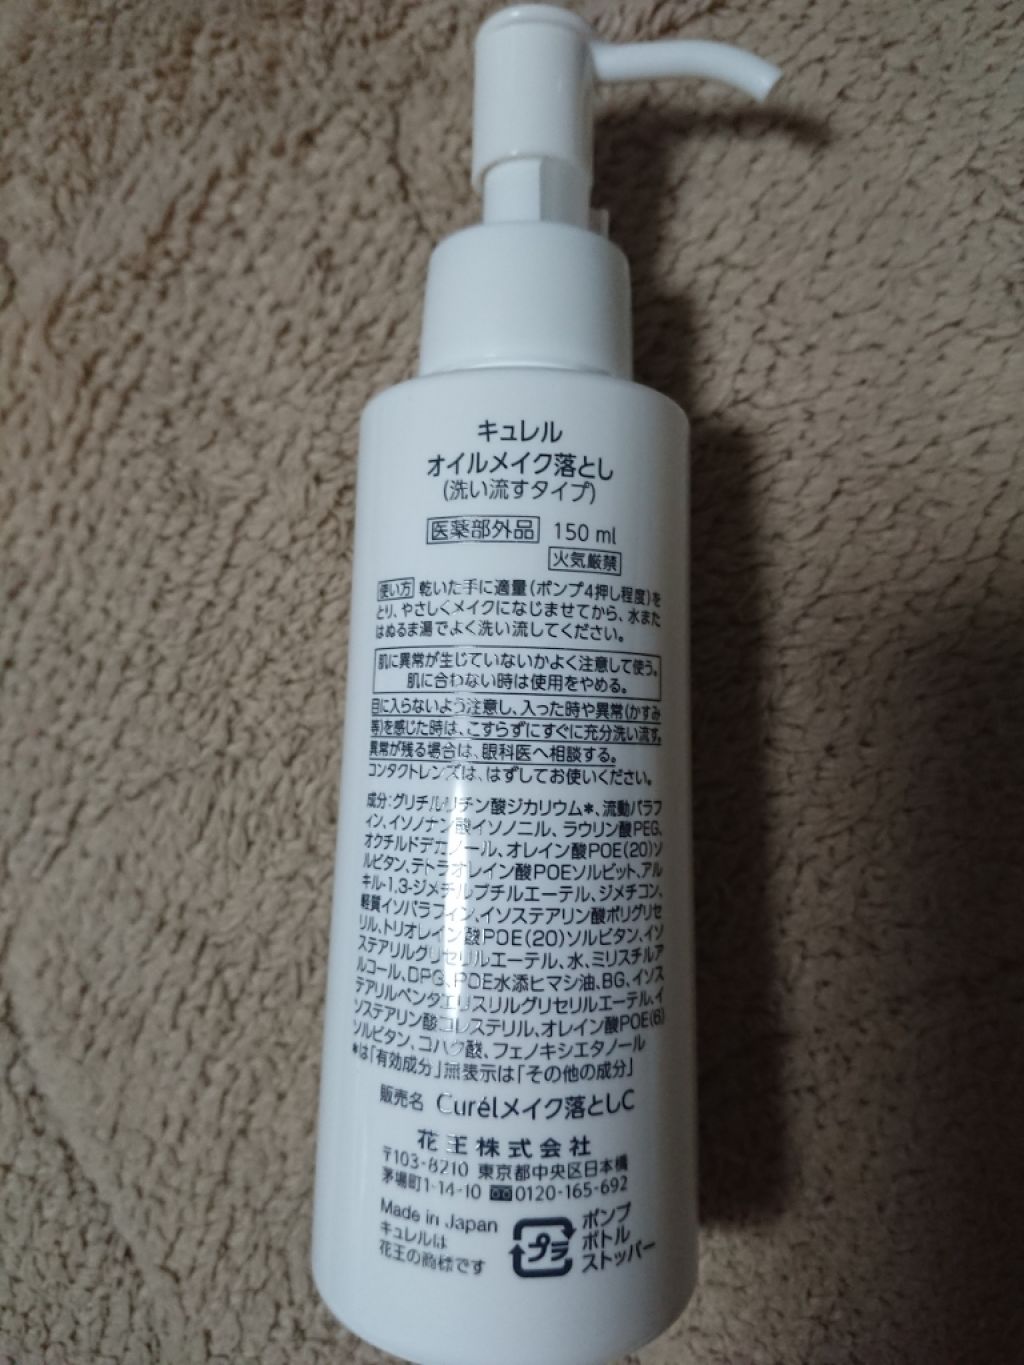 キュレル
オイルメイク落とし
(洗い流すタイプ)
医薬部外品 150 ml
火気厳禁
使い方 乾いた手に適量(ポンプ4押し程度)を
とり、やさしくメイクになじませてから、水また
はぬるま湯でよく洗い流してください。
肌に異常が生じていないかよく注意して使う。
肌に合わない時は使用をやめる。
目に入らないよう注意し、入った時や異常(かすみ
等)を感じた時は、こすらずにすぐに充分洗い流す。
異常が残る場合は、眼科医へ相談する。
コンタクトレンズは、はずしてお使いください。
成分:グリチルリチン酸ジカリウム*、流動パラフ
ィン、イソノナン酸イソノニル、ラウリン酸PEG、
オクチルドデカノール、オレイン酸POE(20)ソ
ルビタン、テトラオレイン酸POEソルビット、アル
キル-1,3-ジメチルブチルエーテル、ジメチコン、
軽質イソパラフィン、イソステアリン酸ポリグリセ
リル、トリオレイン酸POE(20)ソルビタン、イソ
ステアリルグリセリルエーテル、水、ミリスチルア
ルコール、DPG、POE水添ヒマシ油、BG、イソス
テアリルペンタエリスリルグリセリルエーテル、イ
ソステアリン酸コレステリル、オレイン酸POE(6)
ソルビタン、コハク酸、フェノキシエタノール
*は「有効成分」無表示は「その他の成分」
販売名 Curélメイク落としC
花王株式会社
〒103-8210 東京都中央区日本橋
茅場町1-14-10 ☎0120-165-692
Made in Japan
キュレルは
花王の商標です
プラ
ポンプ
ボトル
ストッパー